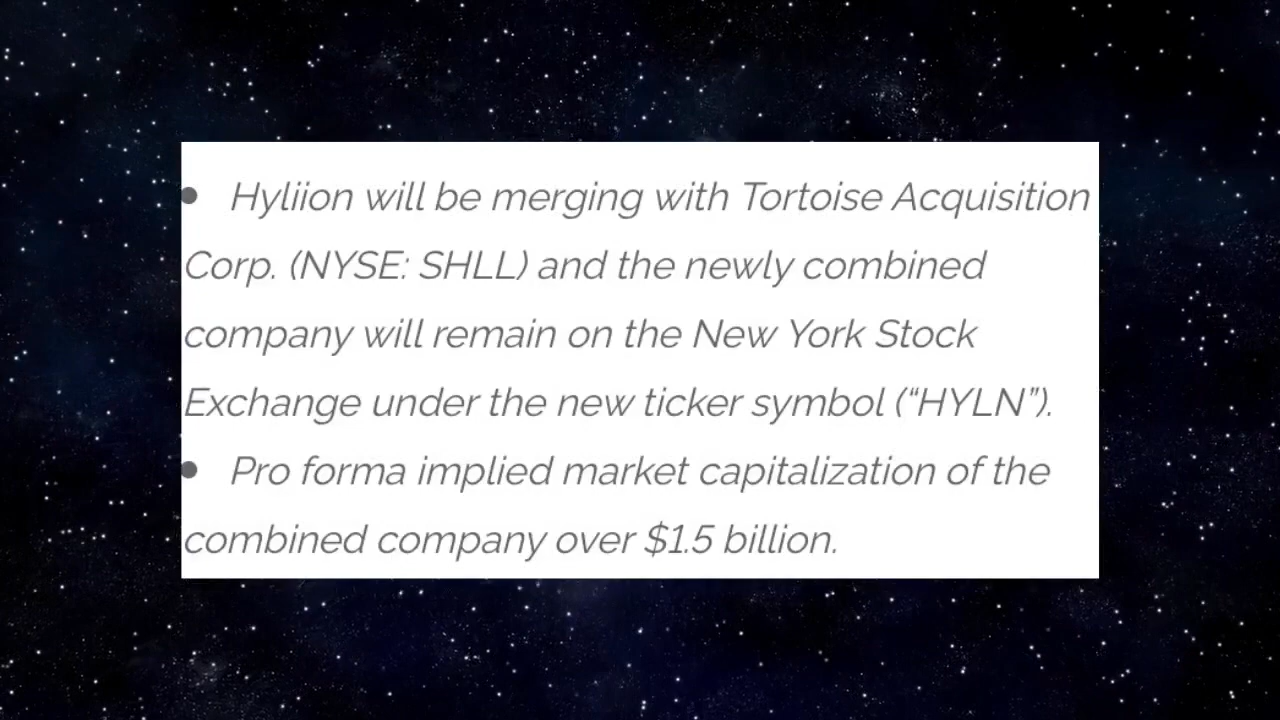 • Hyliion will be merging with Tortoise Acquisition
Corp. (NYSE: SHLL) and the newly combined
company will remain on the New York Stock
Exchange under the new ticker symbol (“HYLN”).
• Pro forma implied market capitalization of the
combined company over $1.5 billion.